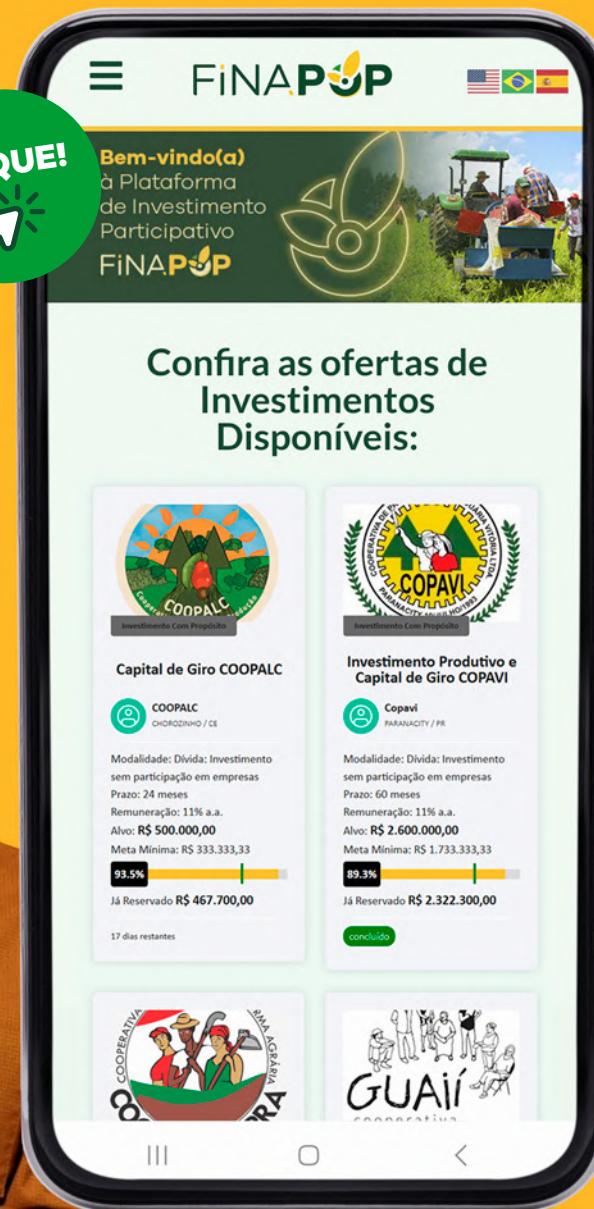 FiNAPOP
QUE!
Bem-vindo(a)
à Plataforma
de Investimento
Participativo
FiNAPOP
Confira as ofertas de
Investimentos
Disponíveis:
COOPALC
Investimento Com Propósito
Capital de Giro COOPALC
COOPALC
CHOROZINHO / CE
Modalidade: Dívida: Investimento
sem participação em empresas
Prazo: 24 meses
Remuneração: 11% a.a.
Alvo: R$ 500.000,00
Meta Mínima: R$ 333.333,33
93.5%
Já Reservado R$ 467.700,00
17 dias restantes
COPAVI
PARANACITY
Investimento Com Propósito
Investimento Produtivo e
Capital de Giro COPAVI
Copavi
PARANACITY / PR
Modalidade: Dívida: Investimento
sem participação em empresas
Prazo: 60 meses
Remuneração: 11% a.a.
Alvo: R$ 2.600.000,00
Meta Mínima: R$ 1.733.333,33
89.3%
Já Reservado R$ 2.322.300,00
concluído
COOPERATIVA
RMA AGRÁRIA
GUAIÍ
cooperativa